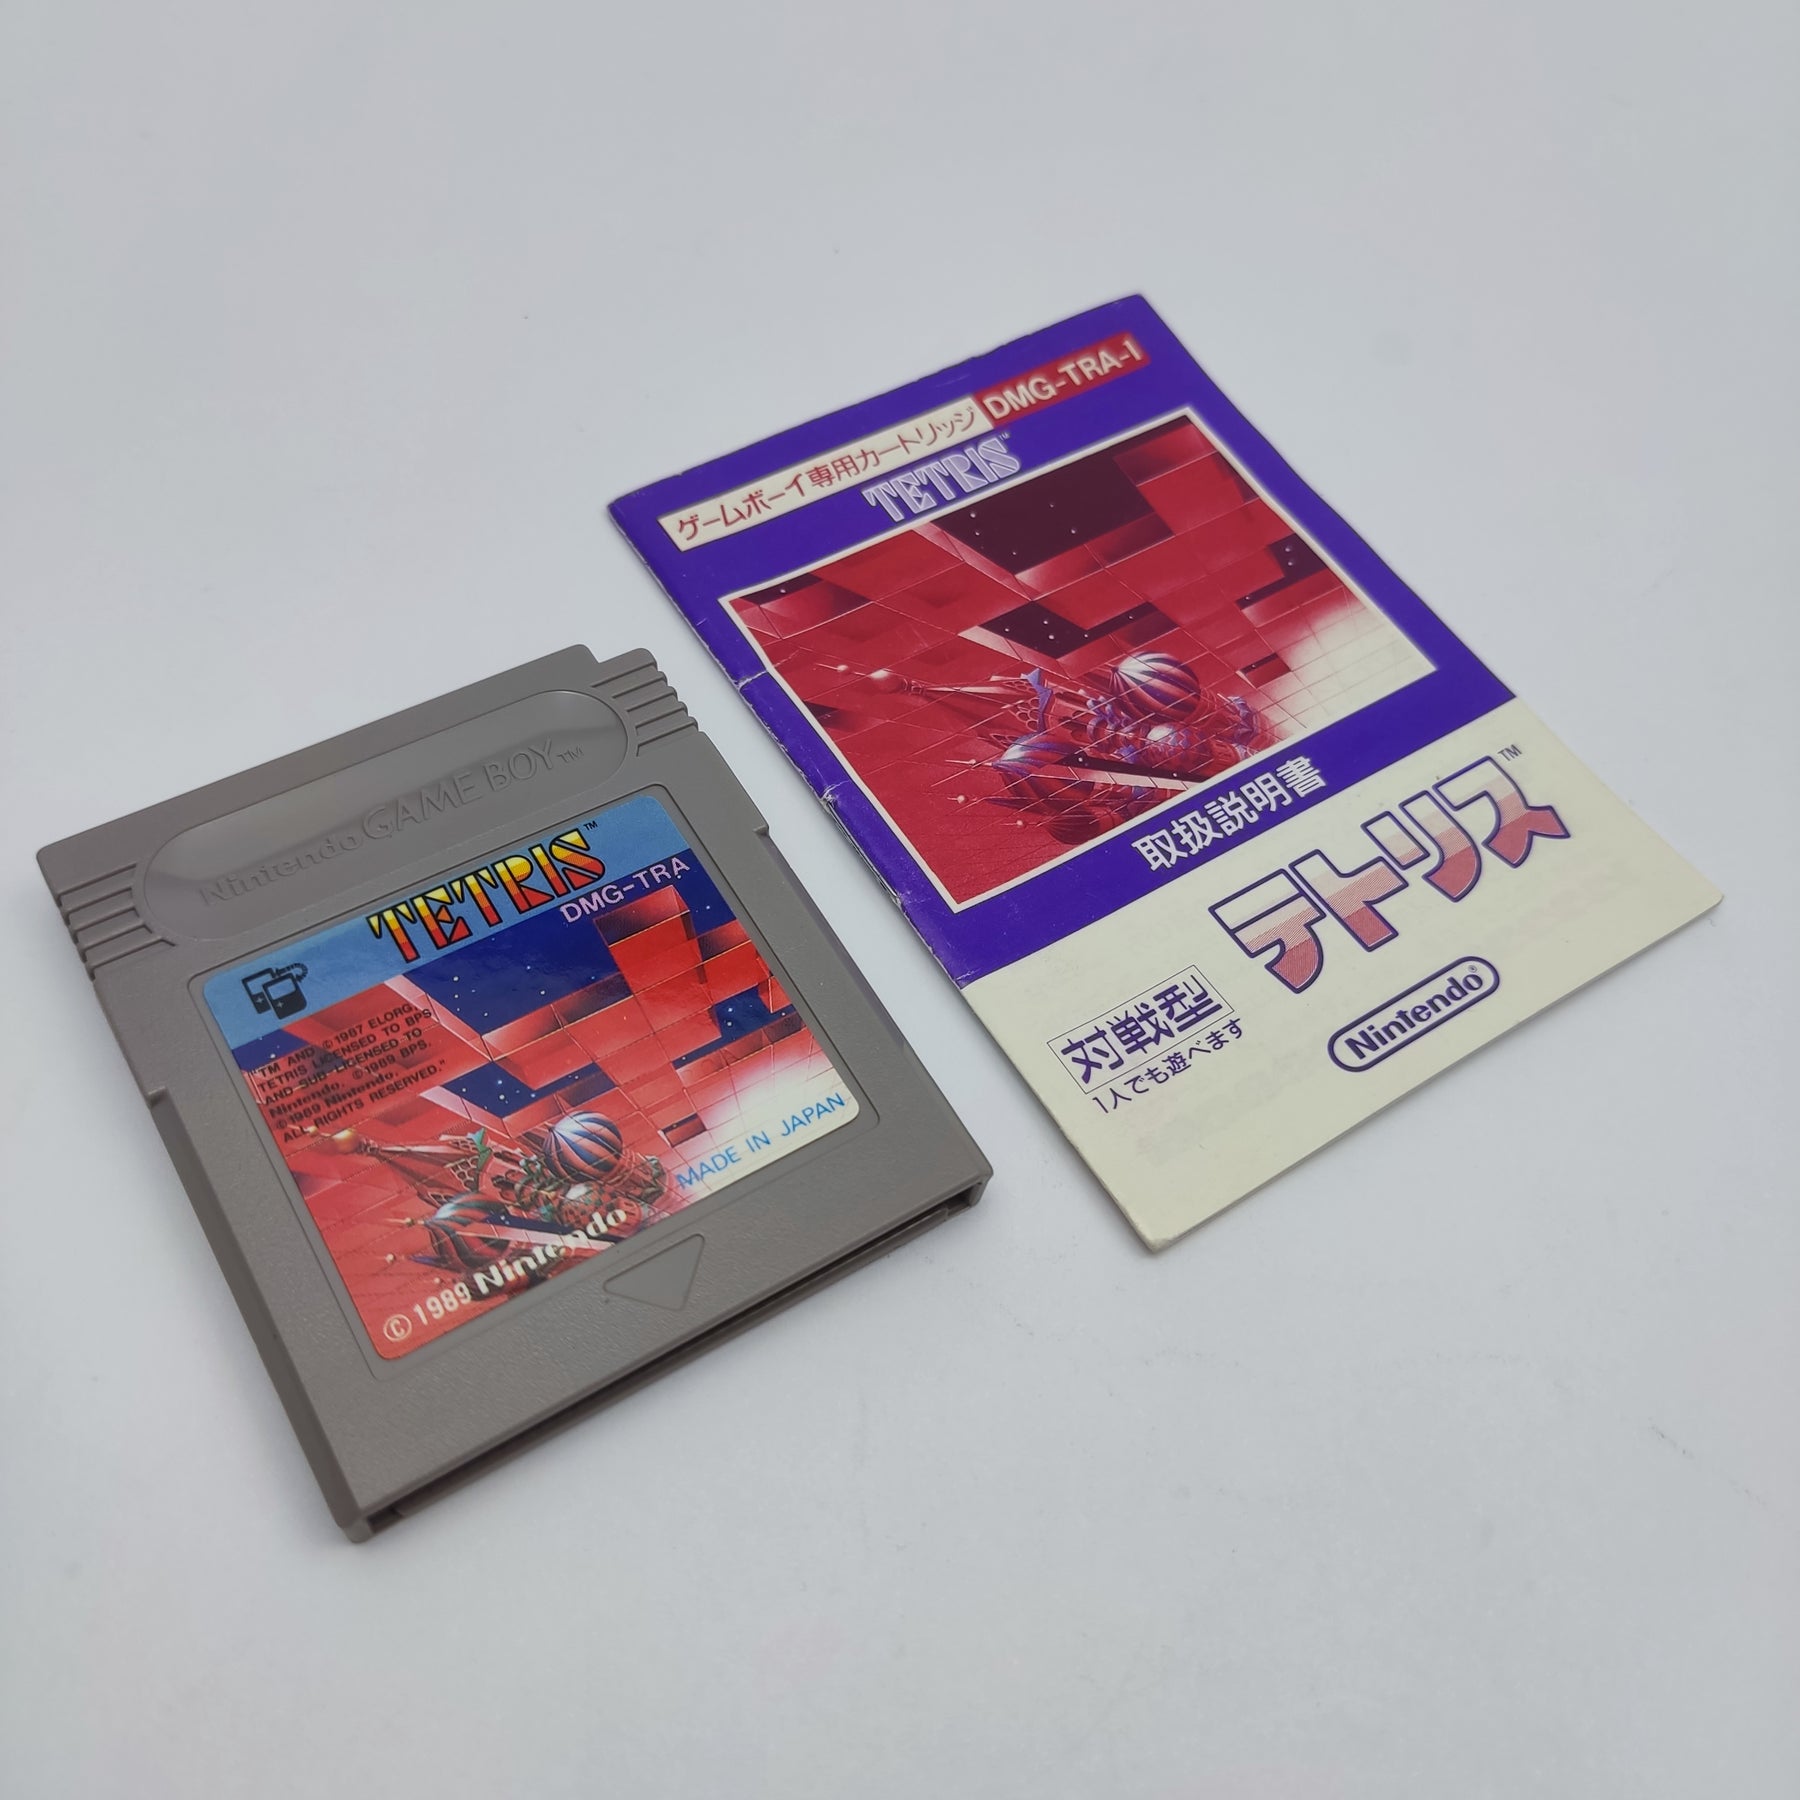 Nintendo GAME BOY™
TETRIS™
DMG-TRA
"TM AND ©1987 ELORG,
TETRIS LICENSED TO BPS
AND SUB-LICENSED TO
Nintendo. ©1989 BPS.
©1989 Nintendo.
ALL RIGHTS RESERVED."
MADE IN JAPAN
©1989 Nintendo
ゲームボーイ専用カートリッジ DMG-TRA-1
TETRIS™
取扱説明書
テトリス™
対戦型
1人でも遊べます
Nintendo®